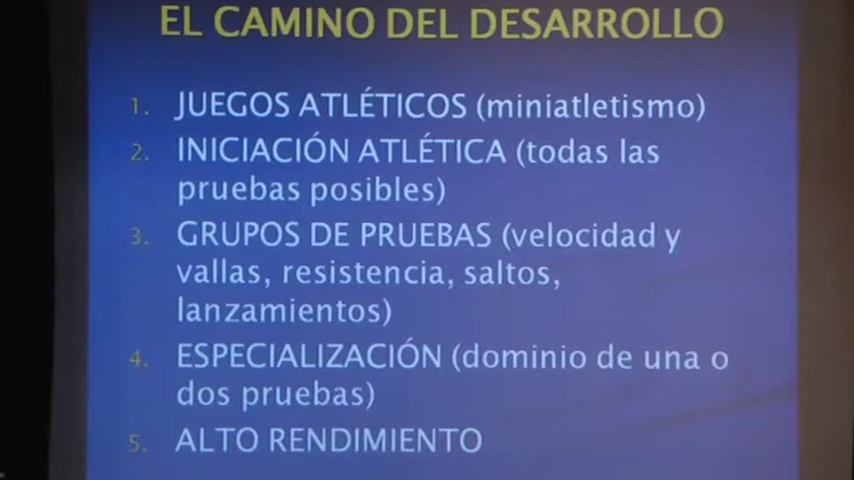 EL CAMINO DEL DESARROLLO
1. JUEGOS ATLÉTICOS (miniatletismo)
2. INICIACIÓN ATLÉTICA (todas las
pruebas posibles)
3. GRUPOS DE PRUEBAS (velocidad y
vallas, resistencia, saltos,
lanzamientos)
4. ESPECIALIZACIÓN (dominio de una o
dos pruebas)
5. ALTO RENDIMIENTO